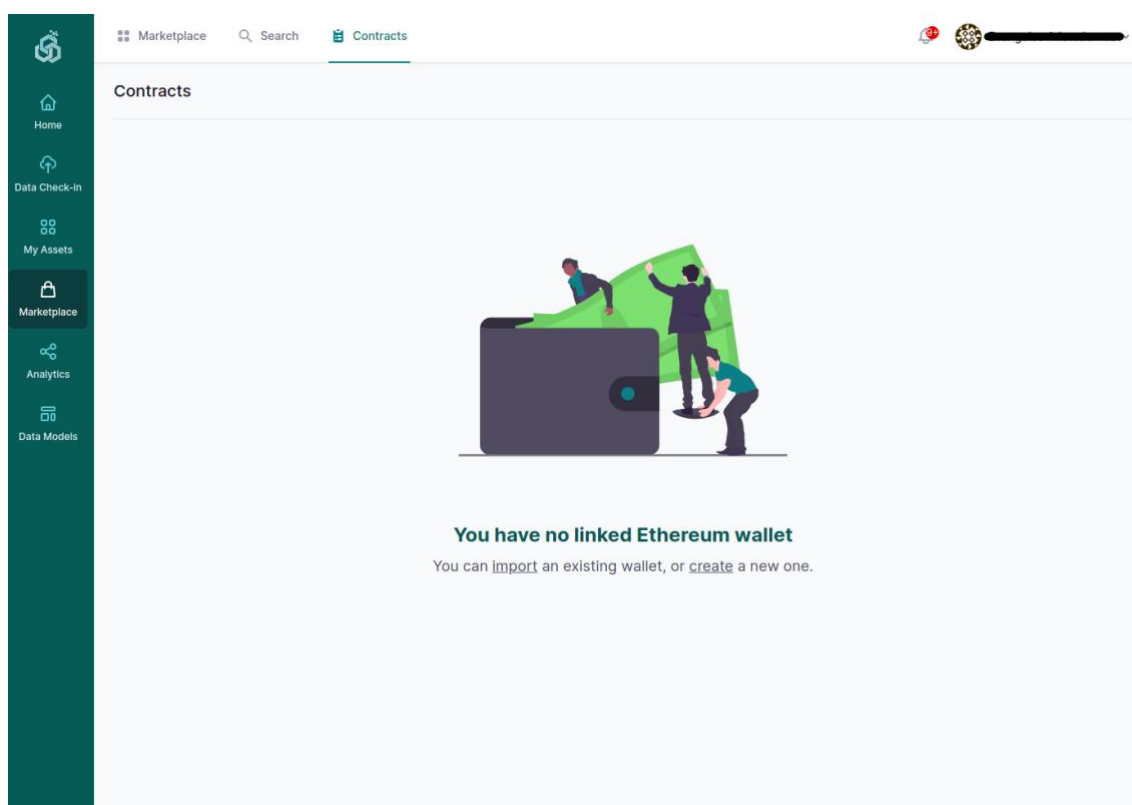 Marketplace
Search
Contracts
9+
Contracts
Home
Data Check-in
My Assets
Marketplace
Analytics
Data Models
You have no linked Ethereum wallet
You can import an existing wallet, or create a new one.